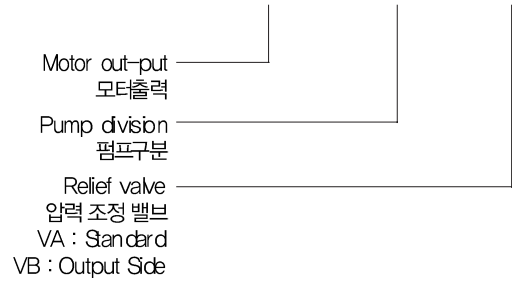 Motor out-put
모터출력
Pump division
펌프구분
Relief valve
압력 조정 밸브
VA : Standard
VB : Output Side